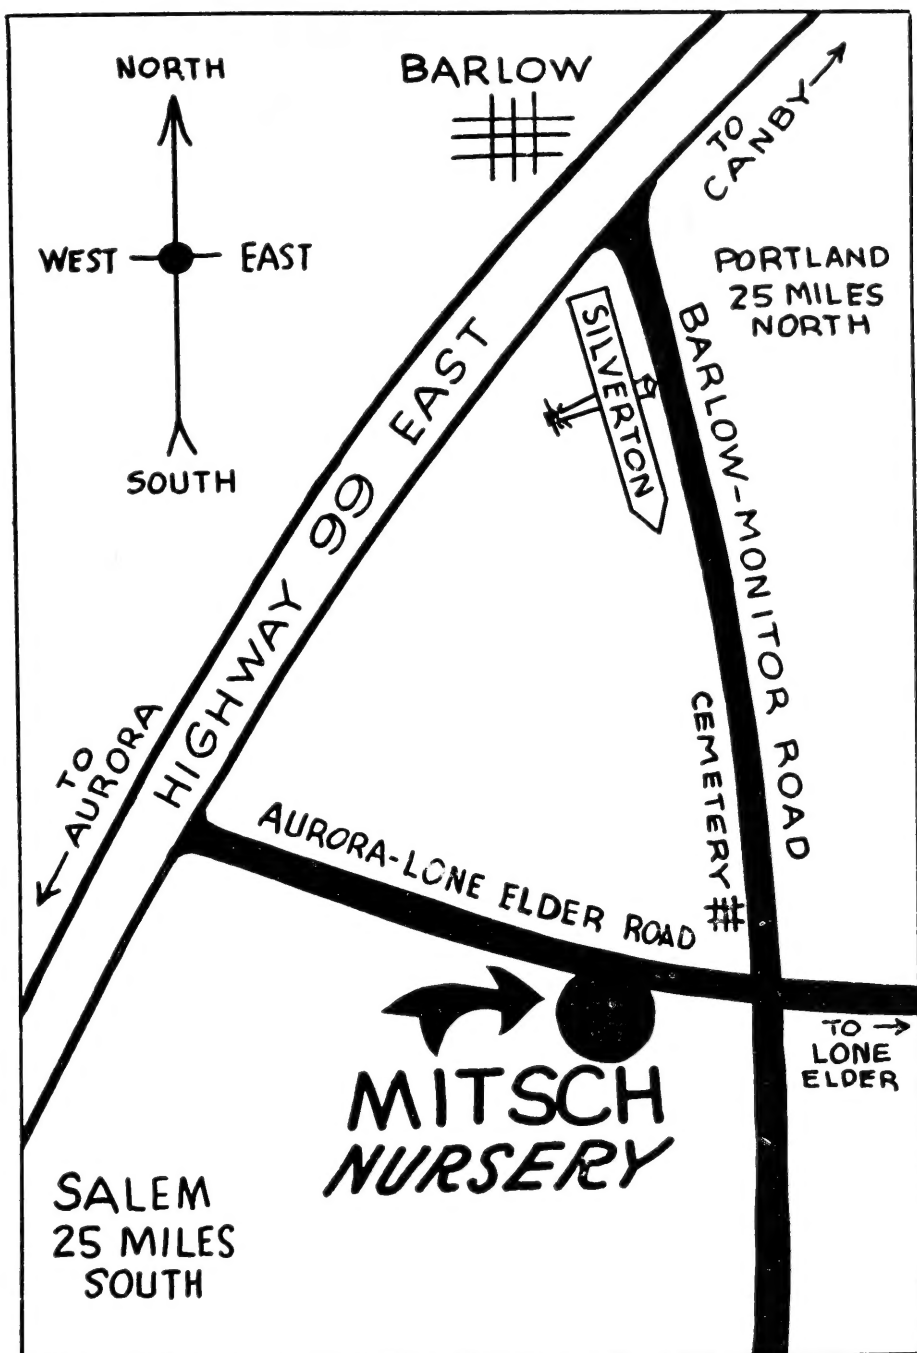 NORTH
WEST EAST
SOUTH
BARLOW
TO
CANBY
PORTLAND
25 MILES
NORTH
SILVERTON
BARLOW-MONITOR ROAD
HIGHWAY 99 EAST
TO
AURORA
CEMETERY
AURORA-LONE ELDER ROAD
TO
LONE
ELDER
MITSCH
NURSERY
SALEM
25 MILES
SOUTH